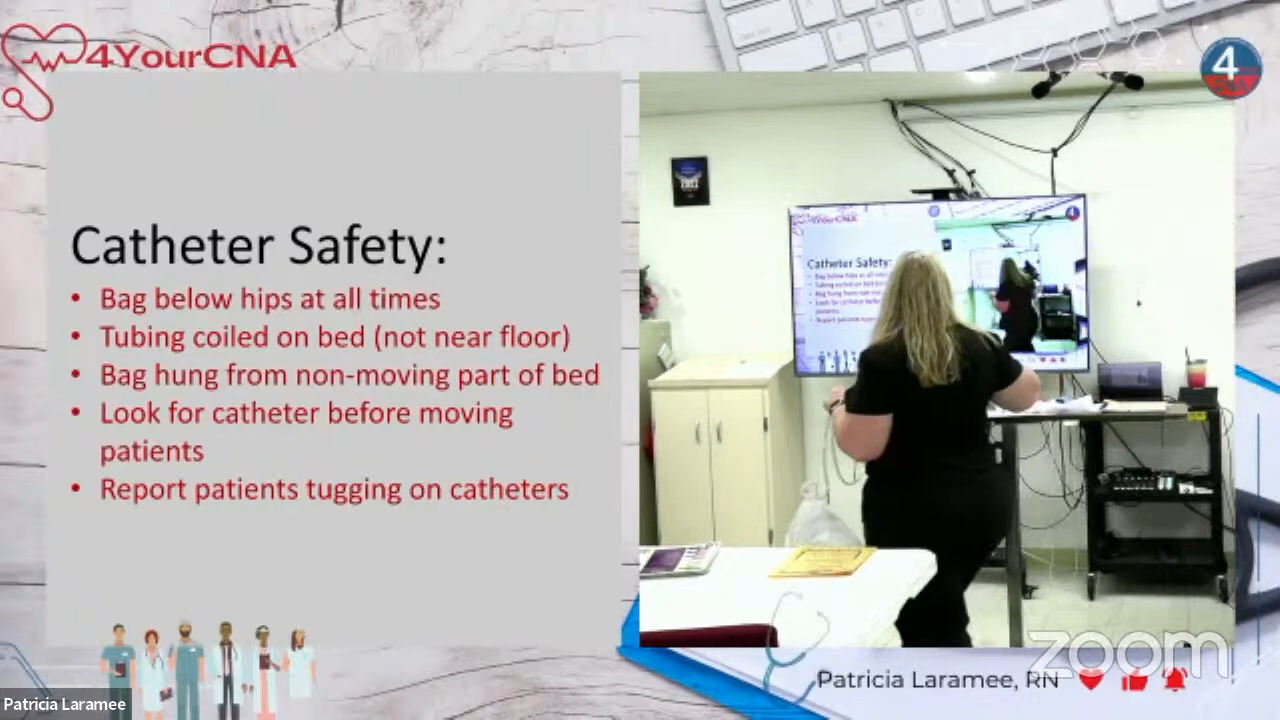 4YourCNA
4
Catheter Safety:
• Bag below hips at all times
• Tubing coiled on bed (not near floor)
• Bag hung from non-moving part of bed
• Look for catheter before moving
patients
• Report patients tugging on catheters
Catheter Safety:
zoom
Patricia Laramee, RN
Patricia Laramee